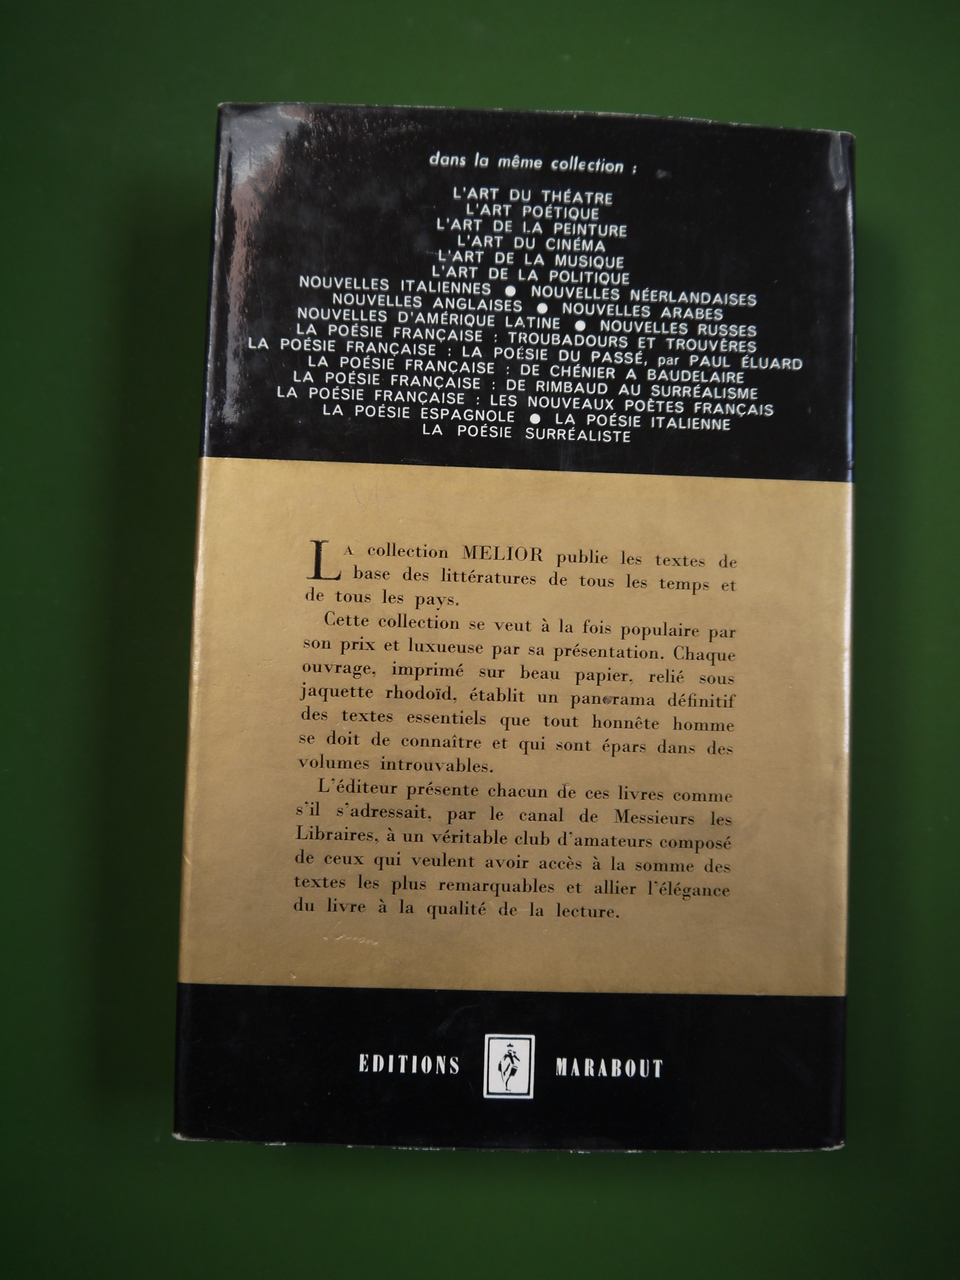 dans la même collection :
L'ART DU THÉATRE
L'ART POÉTIQUE
L'ART DE LA PEINTURE
L'ART DU CINÉMA
L'ART DE LA MUSIQUE
L'ART DE LA POLITIQUE
NOUVELLES ITALIENNES ● NOUVELLES NÉERLANDAISES
NOUVELLES ANGLAISES ● NOUVELLES ARABES
NOUVELLES D'AMÉRIQUE LATINE ● NOUVELLES RUSSES
LA POÉSIE FRANÇAISE : TROUBADOURS ET TROUVÈRES
LA POÉSIE FRANÇAISE : LA POÉSIE DU PASSÉ, par PAUL ÉLUARD
LA POÉSIE FRANÇAISE : DE CHÉNIER A BAUDELAIRE
LA POÉSIE FRANÇAISE : DE RIMBAUD AU SURRÉALISME
LA POÉSIE FRANÇAISE : LES NOUVEAUX POÈTES FRANÇAIS
LA POÉSIE ESPAGNOLE ● LA POÉSIE ITALIENNE
LA POÉSIE SURRÉALISTE
LA collection MELIOR publie les textes de
base des littératures de tous les temps et
de tous les pays.
Cette collection se veut à la fois populaire par
son prix et luxueuse par sa présentation. Chaque
ouvrage, imprimé sur beau papier, relié sous
jaquette rhodoïd, établit un panorama définitif
des textes essentiels que tout honnête homme
se doit de connaître et qui sont épars dans des
volumes introuvables.
L'éditeur présente chacun de ces livres comme
s'il s'adressait, par le canal de Messieurs les
Libraires, à un véritable club d'amateurs composé
de ceux qui veulent avoir accès à la somme des
textes les plus remarquables et allier l'élégance
du livre à la qualité de la lecture.
EDITIONS MARABOUT